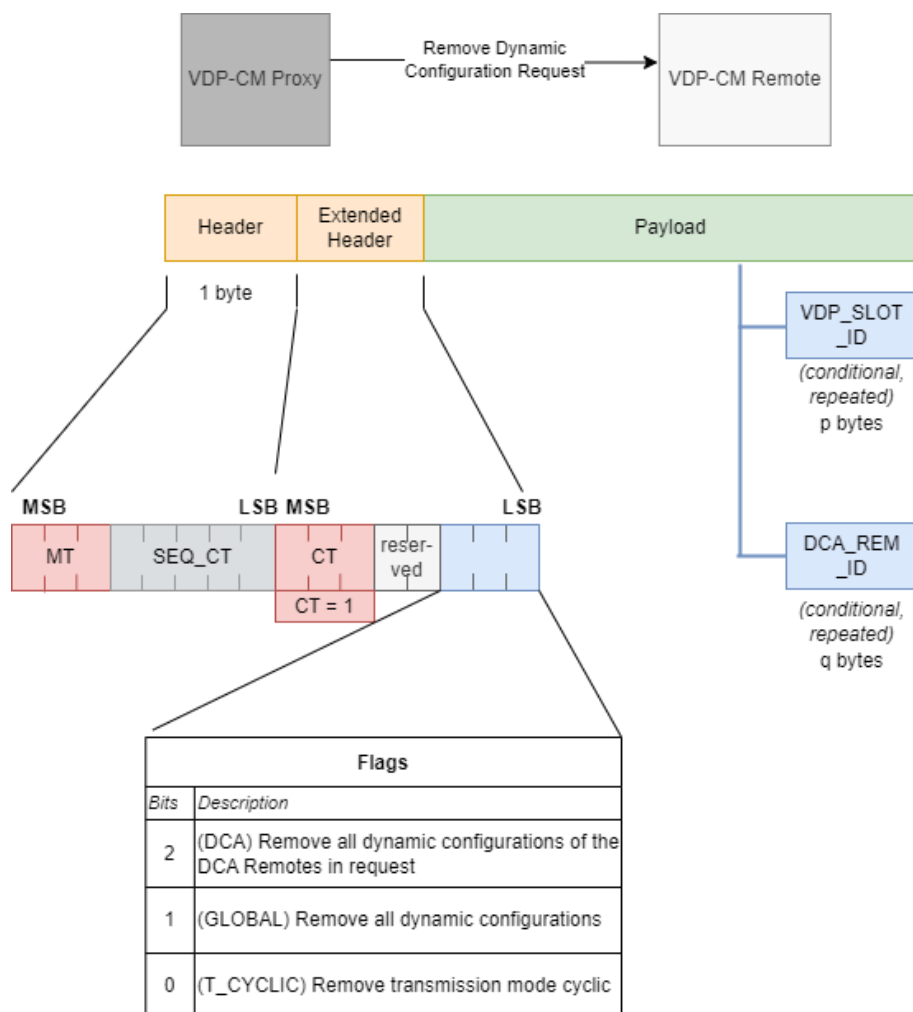 Remove Dynamic
Configuration Request
VDP-CM Proxy
VDP-CM Remote
Header
Extended
Header
Payload
1 byte
VDP_SLOT
_ID
(conditional,
repeated)
p bytes
MSB
LSB
MSB
LSB
MT
SEQ_CT
CT
reser-
ved
CT = 1
DCA_REM
_ID
(conditional,
repeated)
q bytes
Flags
Bits
Description
2
(DCA) Remove all dynamic configurations of the
DCA Remotes in request
1
(GLOBAL) Remove all dynamic configurations
0
(T_CYCLIC) Remove transmission mode cyclic